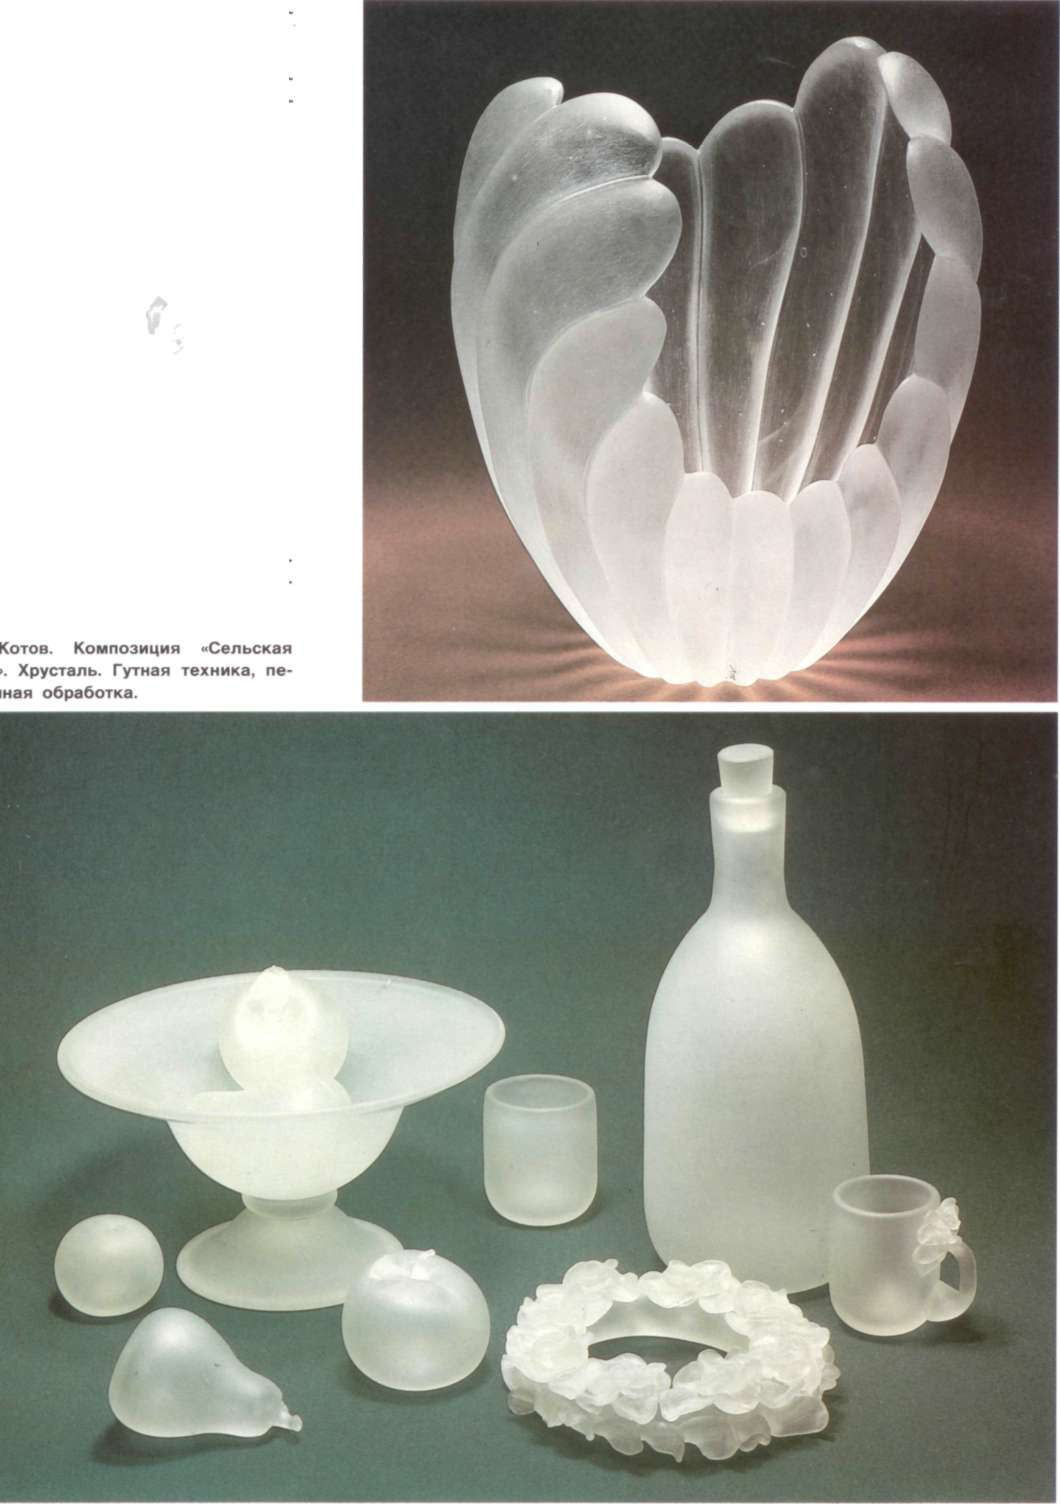 Котов. Композиция «Сельская
». Хрусталь. Гутная техника, пе-
ная обработка.